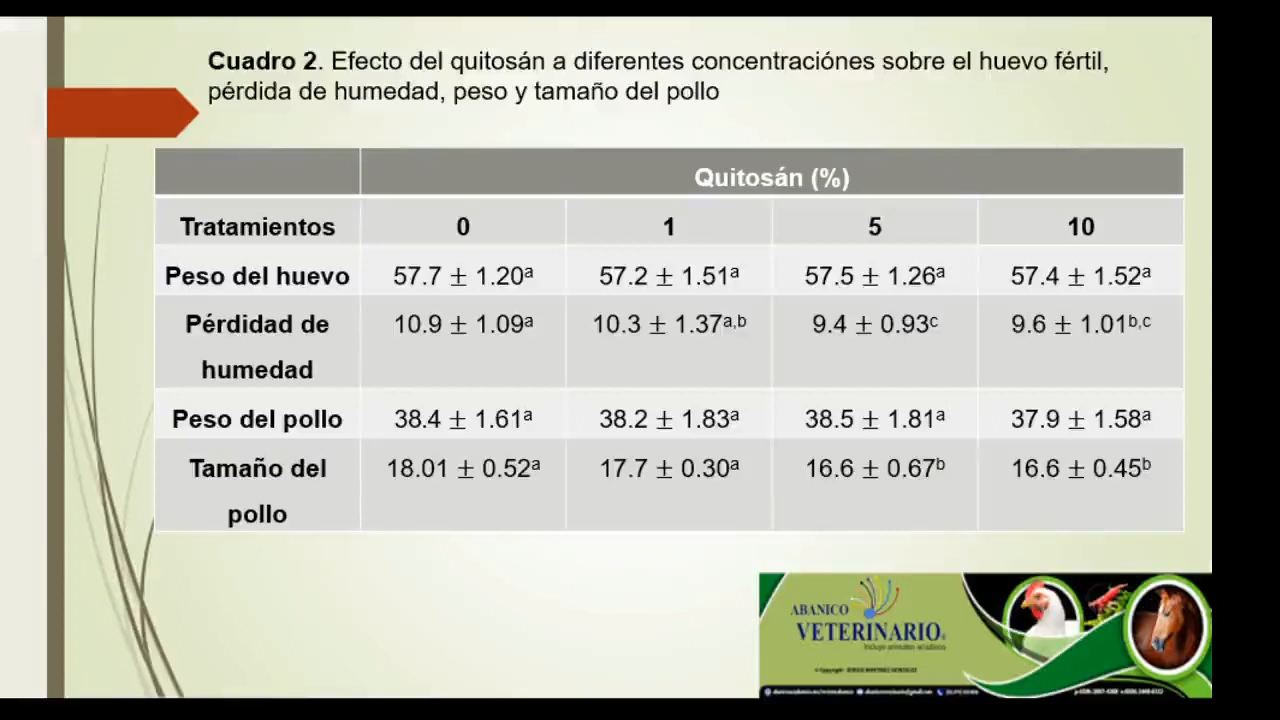 Cuadro 2. Efecto del quitosán a diferentes concentraciónes sobre el huevo fértil,
pérdida de humedad, peso y tamaño del pollo
Quitosán (%)
Tratamientos 0 1 5 10
Peso del huevo 57.7 ± 1.20ᵃ 57.2 ± 1.51ᵃ 57.5 ± 1.26ᵃ 57.4 ± 1.52ᵃ
Pérdidad de 10.9 ± 1.09ᵃ 10.3 ± 1.37ᵃ,ᵇ 9.4 ± 0.93ᶜ 9.6 ± 1.01ᵇ,ᶜ
humedad
Peso del pollo 38.4 ± 1.61ᵃ 38.2 ± 1.83ᵃ 38.5 ± 1.81ᵃ 37.9 ± 1.58ᵃ
Tamaño del 18.01 ± 0.52ᵃ 17.7 ± 0.30ᵃ 16.6 ± 0.67ᵇ 16.6 ± 0.45ᵇ
pollo
ABANICO
VETERINARIO